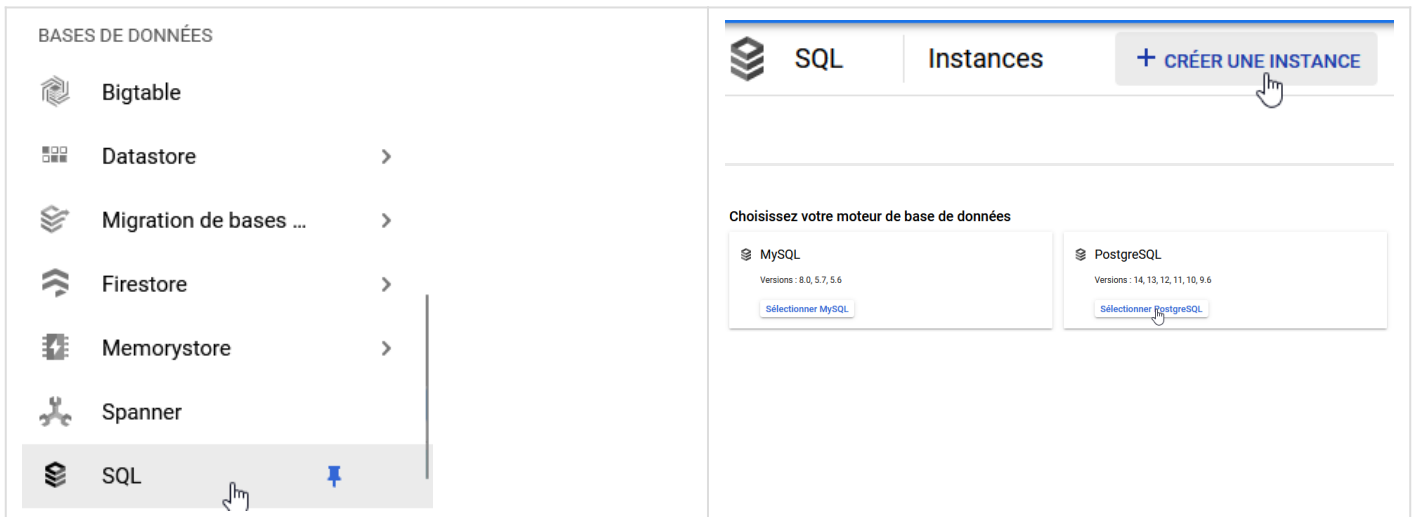 BASES DE DONNÉES
Bigtable
Datastore
Migration de bases ...
Firestore
Memorystore
Spanner
SQL
SQL Instances + CRÉER UNE INSTANCE
Choisissez votre moteur de base de données
MySQL
Versions : 8.0, 5.7, 5.6
Sélectionner MySQL
PostgreSQL
Versions : 14, 13, 12, 11, 10, 9.6
Sélectionner PostgreSQL